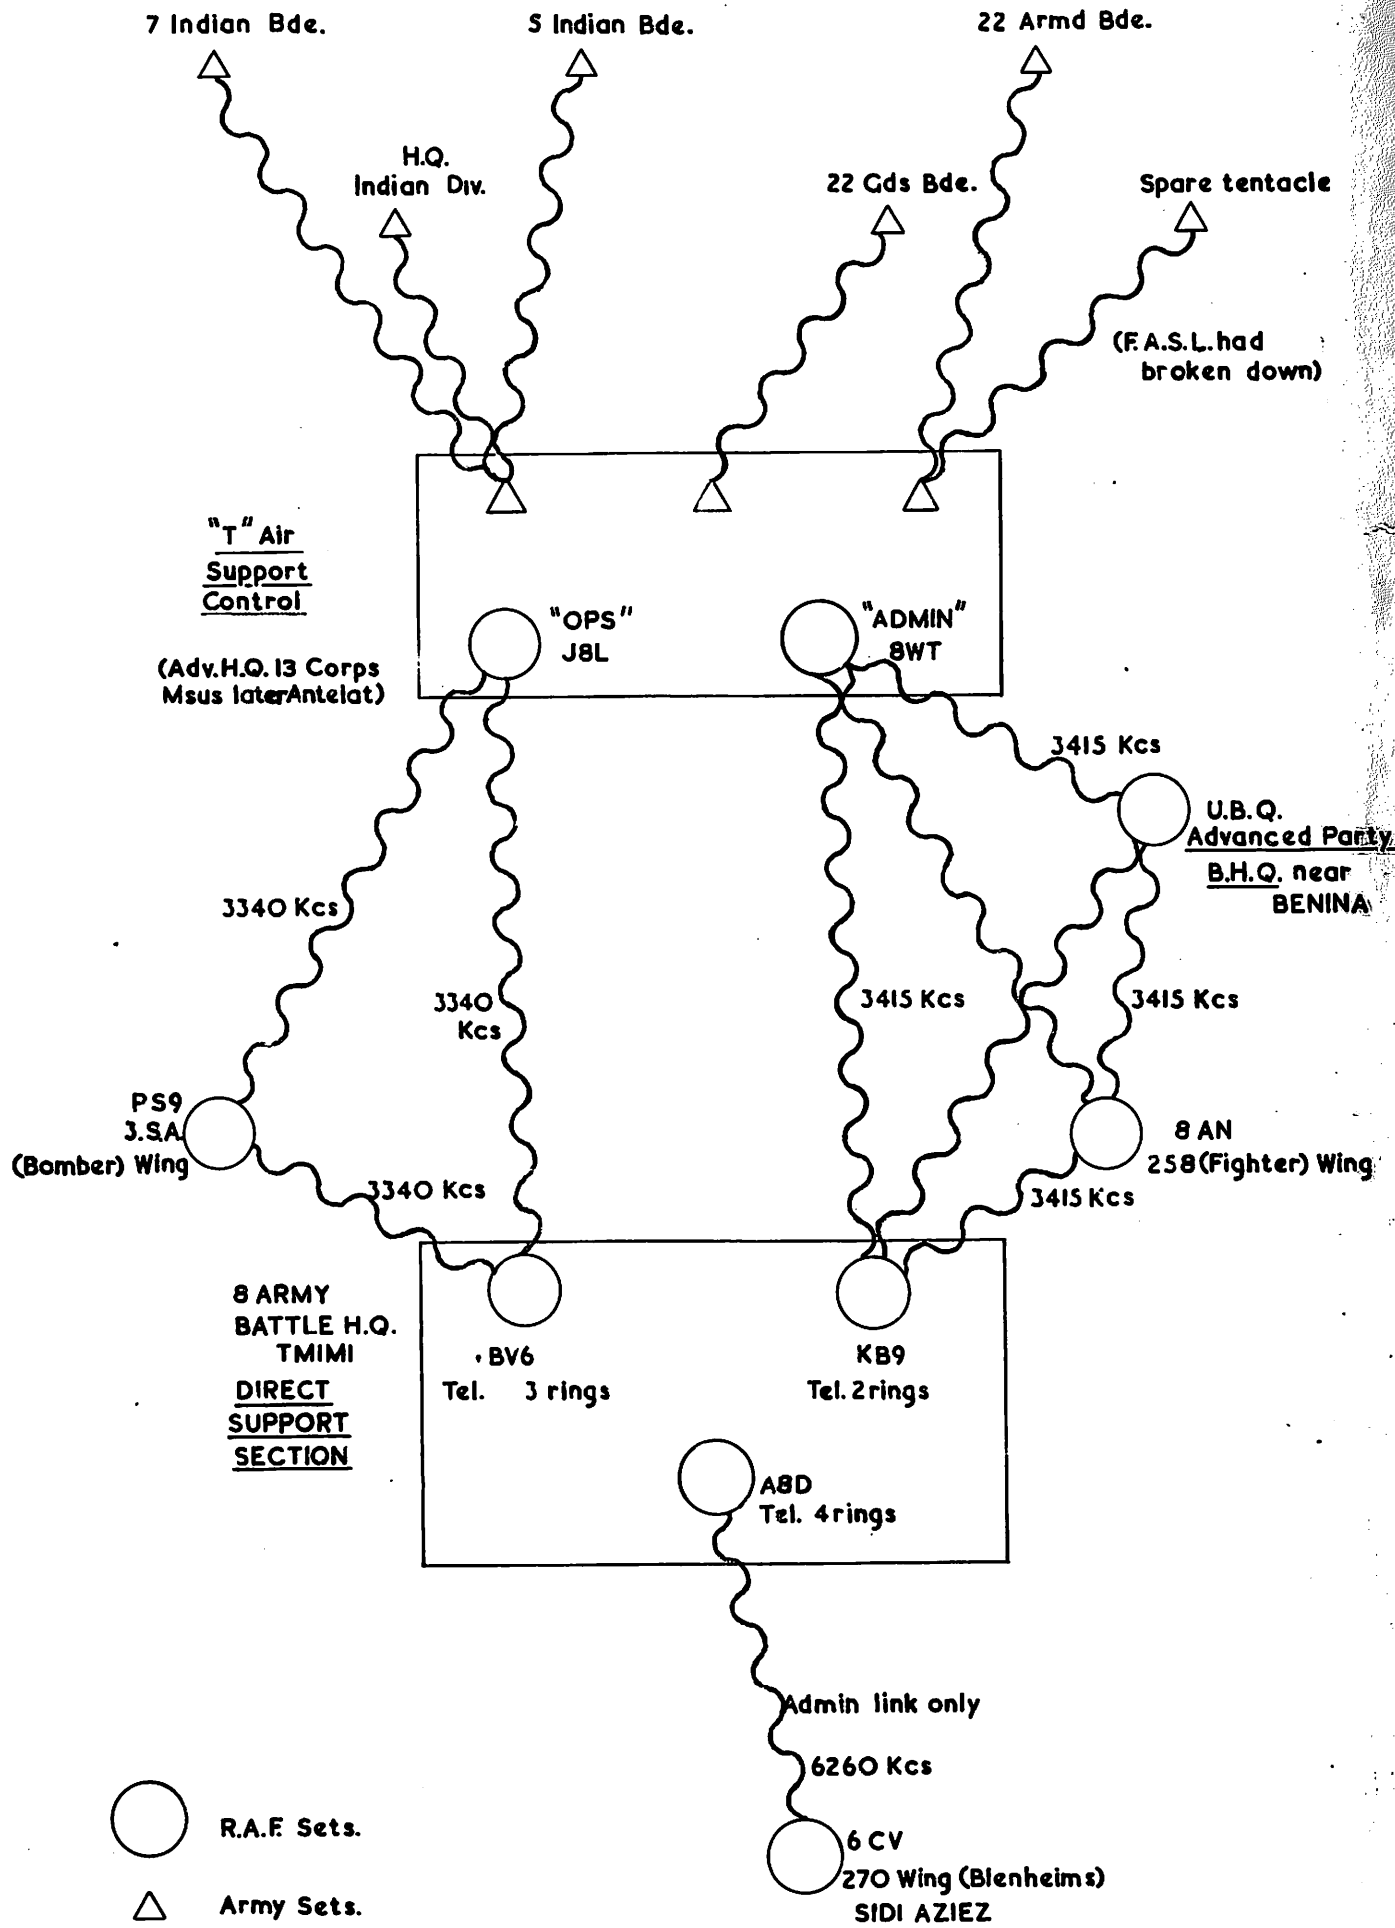 7 Indian Bde.
5 Indian Bde.
22 Armd Bde.
H.Q.
Indian Div.
22 Gds Bde.
Spare tentacle
(F.A.S.L. had
broken down)
"T" Air
Support
Control
(Adv. H.Q. 13 Corps
Msus later Antelat)
"OPS"
J8L
"ADMIN"
8WT
3415 Kcs
U.B.Q.
Advanced Party
B.H.Q. near
BENINA
3340 Kcs
3340
Kcs
3415 Kcs
3415 Kcs
PS9
3.S.A.
(Bomber) Wing
8 AN
258 (Fighter) Wing
3340 Kcs
3415 Kcs
8 ARMY
BATTLE H.Q.
TMIMI
DIRECT
SUPPORT
SECTION
BV6
Tel. 3 rings
KB9
Tel. 2 rings
A8D
Tel. 4 rings
Admin link only
6260 Kcs
6 CV
270 Wing (Blenheims)
SIDI AZIEZ
R.A.F. Sets.
Army Sets.